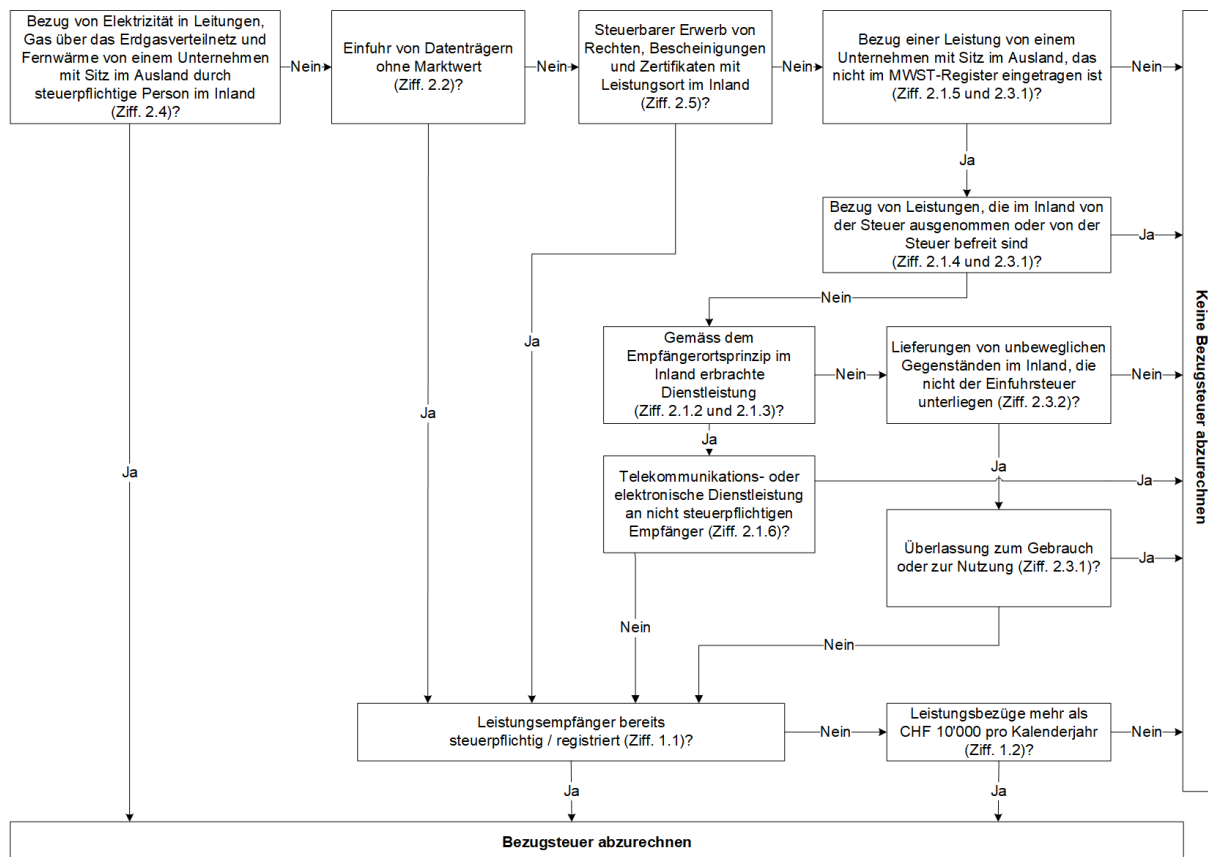 Bezug von Elektrizität in Leitungen,
Gas über das Erdgasverteilnetz und
Fernwärme von einem Unternehmen
mit Sitz im Ausland durch
steuerpflichtige Person im Inland
(Ziff. 2.4)?
Nein
Einfuhr von Datenträgern
ohne Marktwert
(Ziff. 2.2)?
Nein
Steuerbarer Erwerb von
Rechten, Bescheinigungen
und Zertifikaten mit
Leistungsort im Inland
(Ziff. 2.5)?
Nein
Bezug einer Leistung von einem
Unternehmen mit Sitz im Ausland, das
nicht im MWST-Register eingetragen ist
(Ziff. 2.1.5 und 2.3.1)?
Nein
Ja
Bezug von Leistungen, die im Inland von
der Steuer ausgenommen oder von der
Steuer befreit sind
(Ziff. 2.1.4 und 2.3.1)?
Ja
Nein
Gemäss dem
Empfängerortsprinzip im
Inland erbrachte
Dienstleistung
(Ziff. 2.1.2 und 2.1.3)?
Nein
Lieferungen von unbeweglichen
Gegenständen im Inland, die
nicht der Einfuhrsteuer
unterliegen (Ziff. 2.3.2)?
Nein
Ja
Ja
Ja
Ja
Ja
Telekommunikations- oder
elektronische Dienstleistung
an nicht steuerpflichtigen
Empfänger (Ziff. 2.1.6)?
Ja
Überlassung zum Gebrauch
oder zur Nutzung (Ziff. 2.3.1)?
Ja
Nein
Nein
Leistungsempfänger bereits
steuerpflichtig / registriert (Ziff. 1.1)?
Nein
Leistungsbezüge mehr als
CHF 10'000 pro Kalenderjahr
(Ziff. 1.2)?
Nein
Ja
Ja
Keine Bezugsteuer abzurechnen
Bezugsteuer abzurechnen